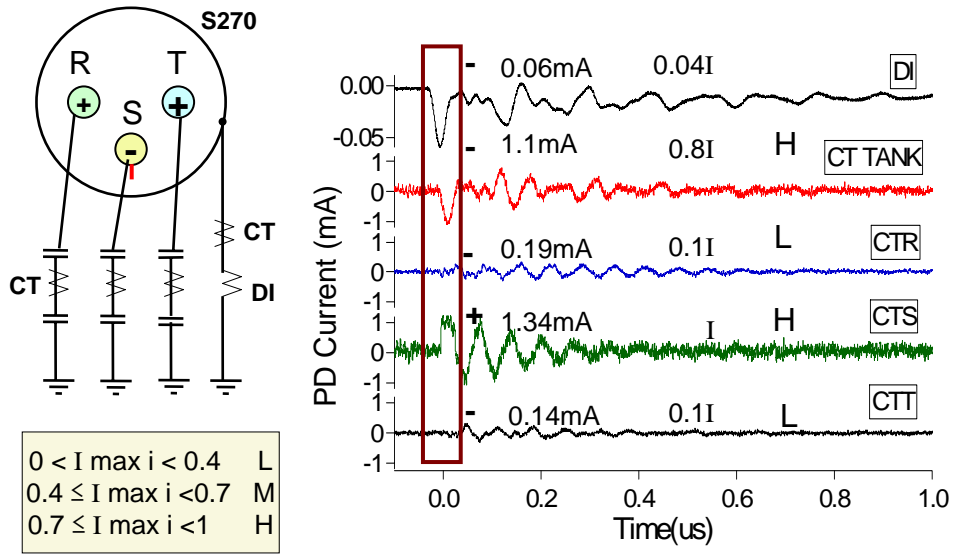 S270
R
T
S
+
+
-
CT
CT
DI
0 < I max i < 0.4 L
0.4 ≤ I max i <0.7 M
0.7 ≤ I max i <1 H
PD Current (mA)
- 0.06mA 0.04I DI
0.00
-0.05
- 1.1mA 0.8I H CT TANK
1
0
-1
- 0.19mA 0.1I L CTR
1
0
-1
+ 1.34mA I H CTS
1
0
-1
- 0.14mA 0.1I L CTT
1
0
-1
0.0 0.2 0.4 0.6 0.8 1.0
Time(us)